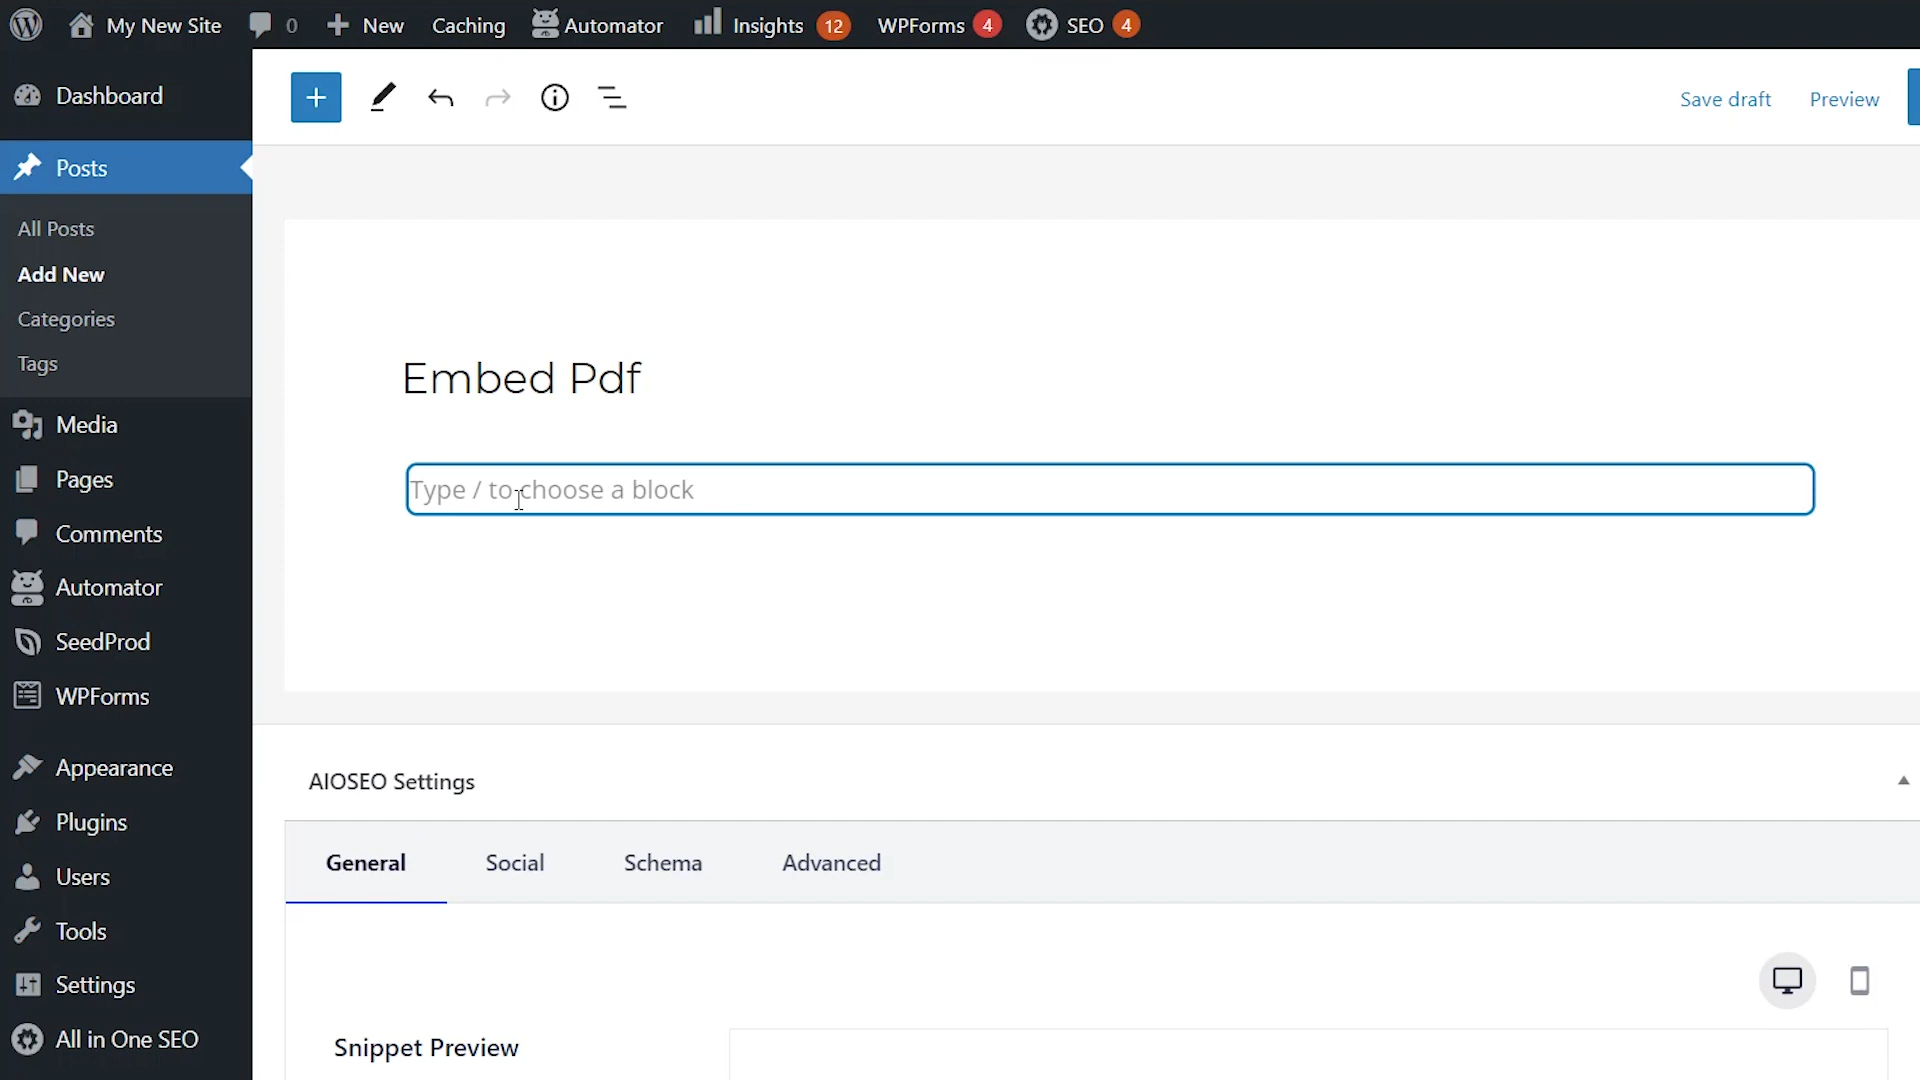 My New Site 0 New Caching Automator Insights 12 WPForms 4 SEO 4
Dashboard
Posts
All Posts
Add New
Categories
Tags
Media
Pages
Comments
Automator
SeedProd
WPForms
Appearance
Plugins
Users
Tools
Settings
All in One SEO
Save draft Preview
Embed Pdf
Type / to choose a block
AIOSEO Settings
General Social Schema Advanced
Snippet Preview